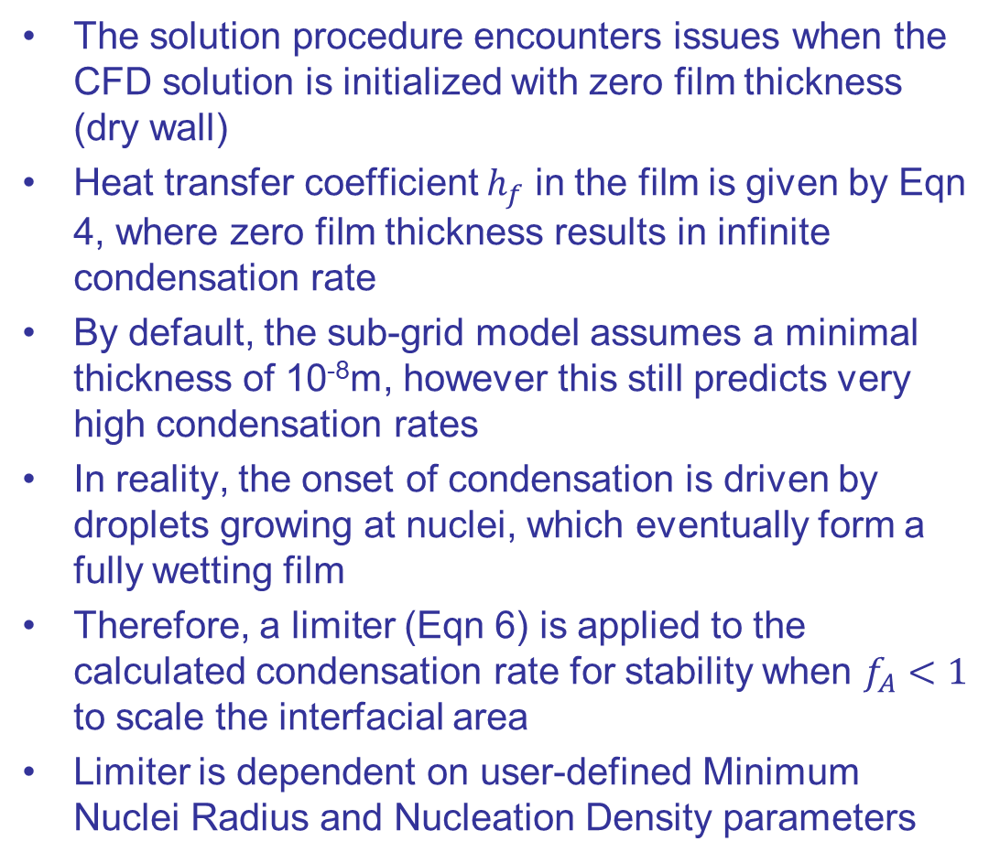 • The solution procedure encounters issues when the
CFD solution is initialized with zero film thickness
(dry wall)
• Heat transfer coefficient h_f in the film is given by Eqn
4, where zero film thickness results in infinite
condensation rate
• By default, the sub-grid model assumes a minimal
thickness of 10⁻⁸m, however this still predicts very
high condensation rates
• In reality, the onset of condensation is driven by
droplets growing at nuclei, which eventually form a
fully wetting film
• Therefore, a limiter (Eqn 6) is applied to the
calculated condensation rate for stability when f_A < 1
to scale the interfacial area
• Limiter is dependent on user-defined Minimum
Nuclei Radius and Nucleation Density parameters